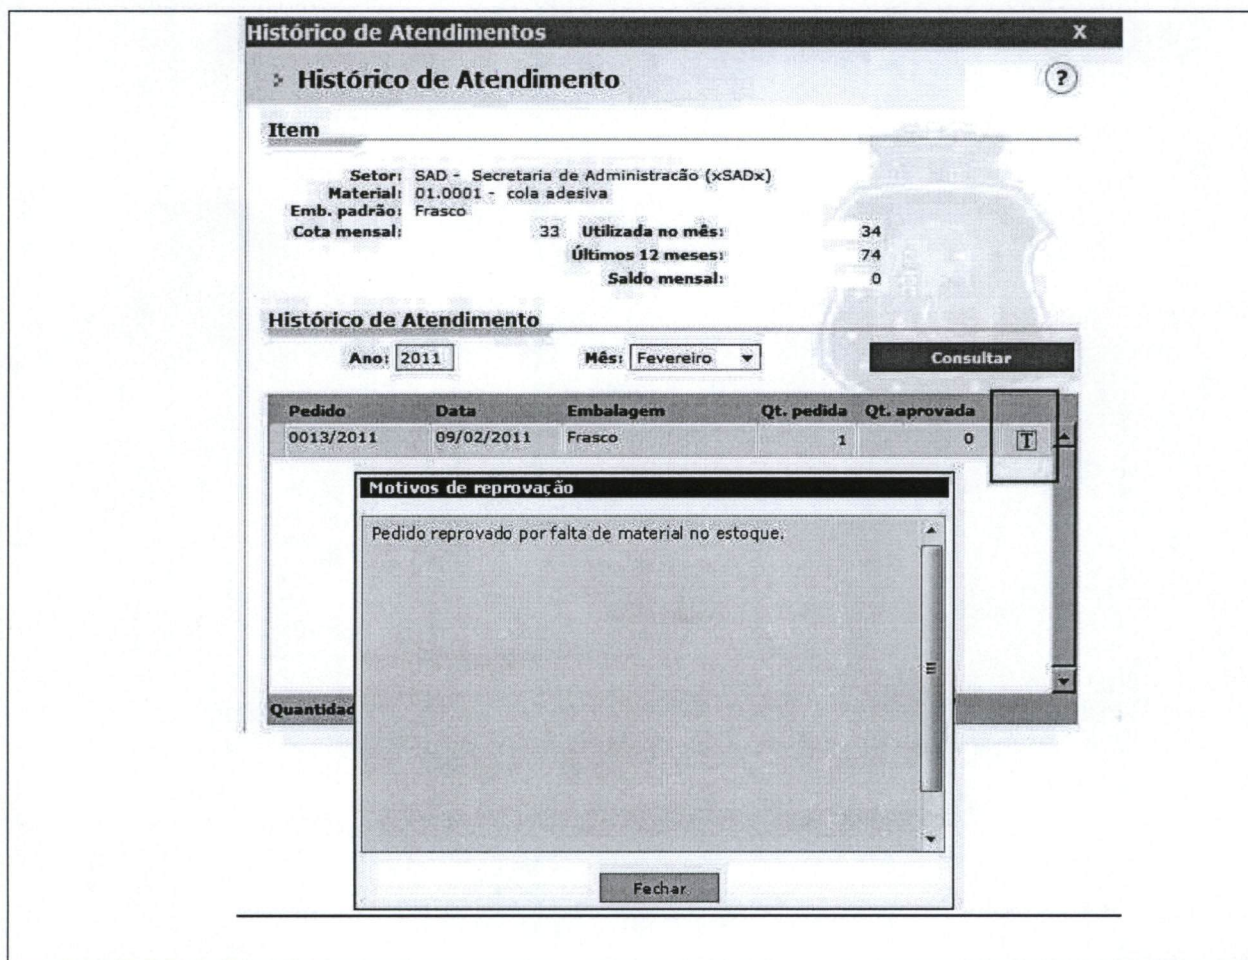 Histórico de Atendimentos X
Histórico de Atendimento ?
Item
Setor: SAD - Secretaria de Administracão (xSADx)
Material: 01.0001 - cola adesiva
Emb. padrão: Frasco
Cota mensal: 33 Utilizada no mês: 34
Últimos 12 meses: 74
Saldo mensal: 0
Histórico de Atendimento
Ano: 2011 Mês: Fevereiro Consultar
Pedido Data Embalagem Qt. pedida Qt. aprovada
0013/2011 09/02/2011 Frasco 1 0 T
Motivos de reprovação
Pedido reprovado por falta de material no estoque.
Quantidad
Fechar